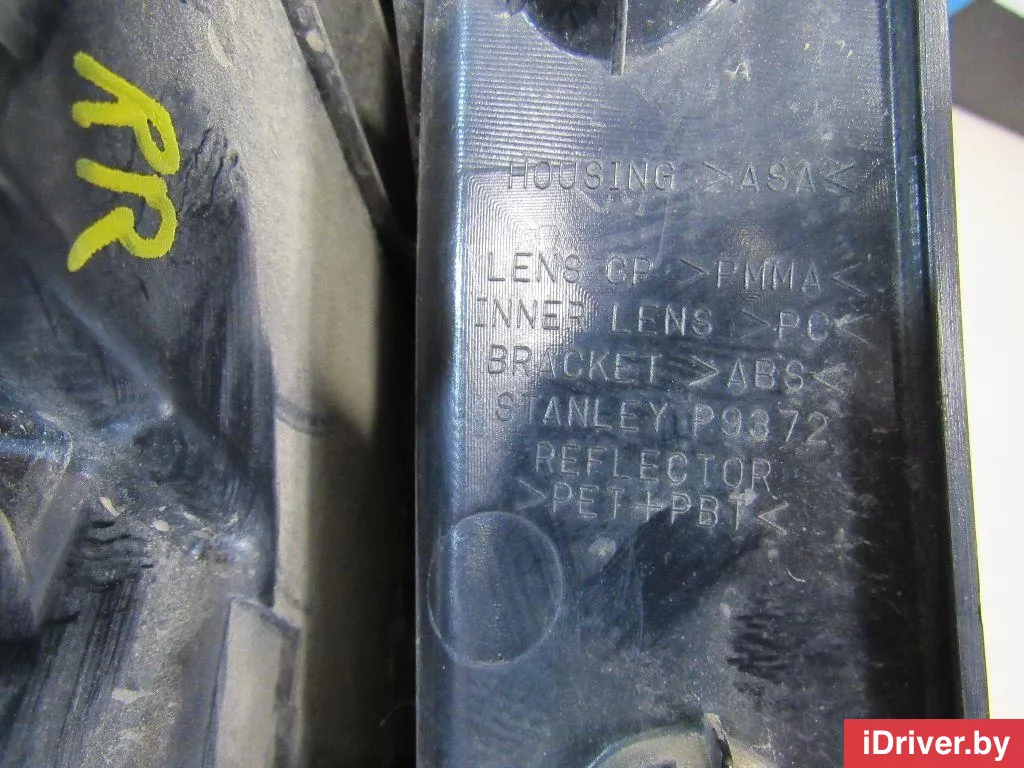 RR
A
HOUSING >ASA<
LENS CP >PMMA<
INNER LENS >PC<
BRACKET >ABS<
STANLEY P9372
REFLECTOR
>PET+PBT<
iDriver.by